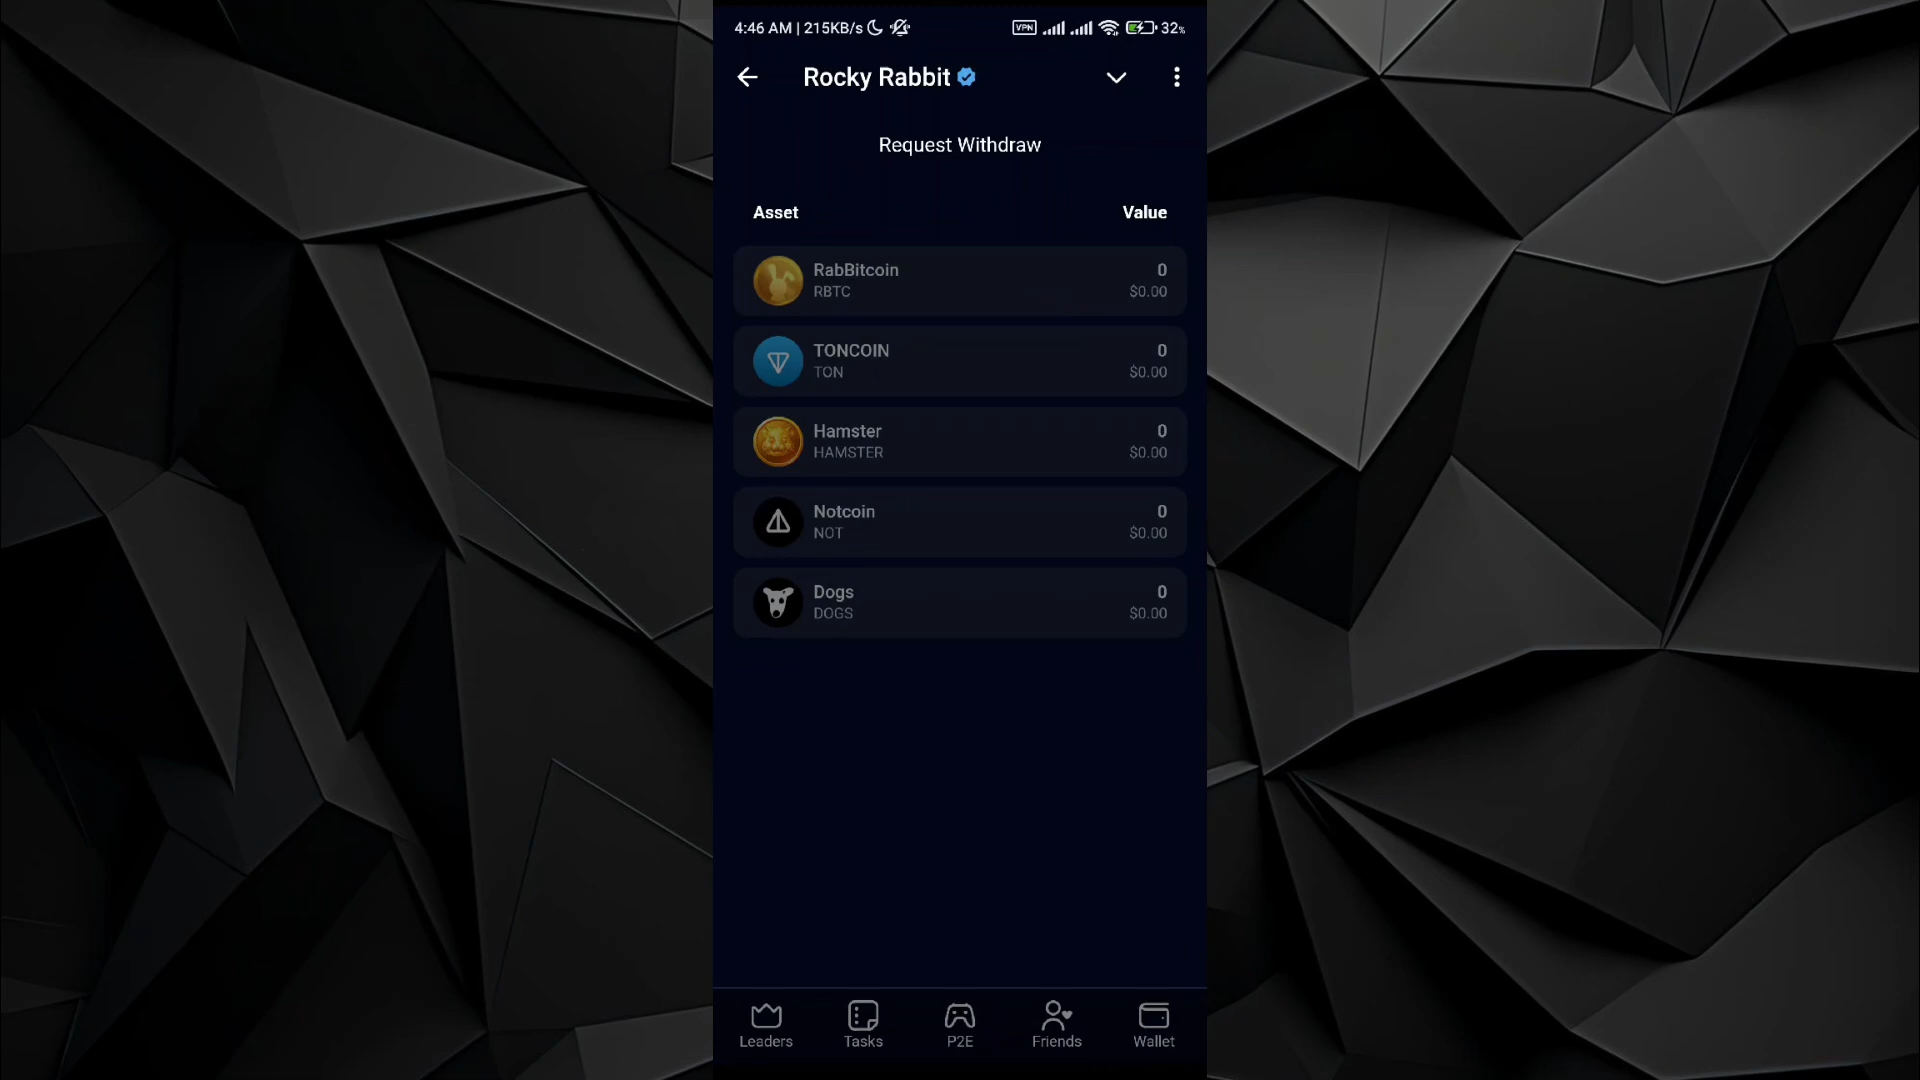 4:46 AM | 215KB/s VPN 32%
Rocky Rabbit
Request Withdraw
Asset Value
RabBitcoin 0
RBTC $0.00
TONCOIN 0
TON $0.00
Hamster 0
HAMSTER $0.00
Notcoin 0
NOT $0.00
Dogs 0
DOGS $0.00
Leaders Tasks P2E Friends Wallet